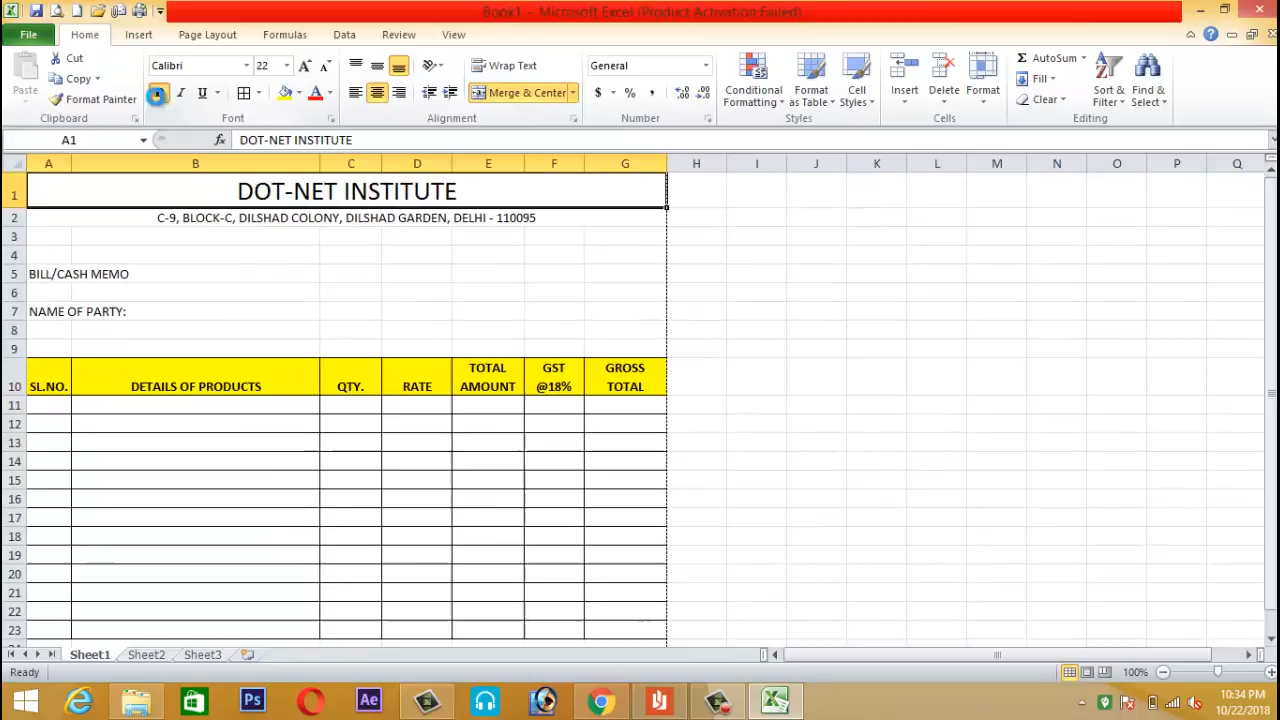 Book1 - Microsoft Excel (Product Activation Failed)
File Home Insert Page Layout Formulas Data Review View
Cut
Copy
Format Painter
Paste
Clipboard
Calibri 22
Font
Wrap Text
Merge & Center
Alignment
General
Number
Conditional Formatting
Format as Table
Cell Styles
Styles
Insert Delete Format
Cells
AutoSum
Fill
Clear
Sort & Filter
Find & Select
Editing
A1 fx DOT-NET INSTITUTE
A B C D E F G H I J K L M N O P Q
1 DOT-NET INSTITUTE
2 C-9, BLOCK-C, DILSHAD COLONY, DILSHAD GARDEN, DELHI - 110095
3
4
5 BILL/CASH MEMO
6
7 NAME OF PARTY:
8
9
10 SL.NO. DETAILS OF PRODUCTS QTY. RATE TOTAL AMOUNT GST @18% GROSS TOTAL
11
12
13
14
15
16
17
18
19
20
21
22
23
Sheet1 Sheet2 Sheet3
Ready 100%
Ps Ae
10:34 PM
10/22/2018